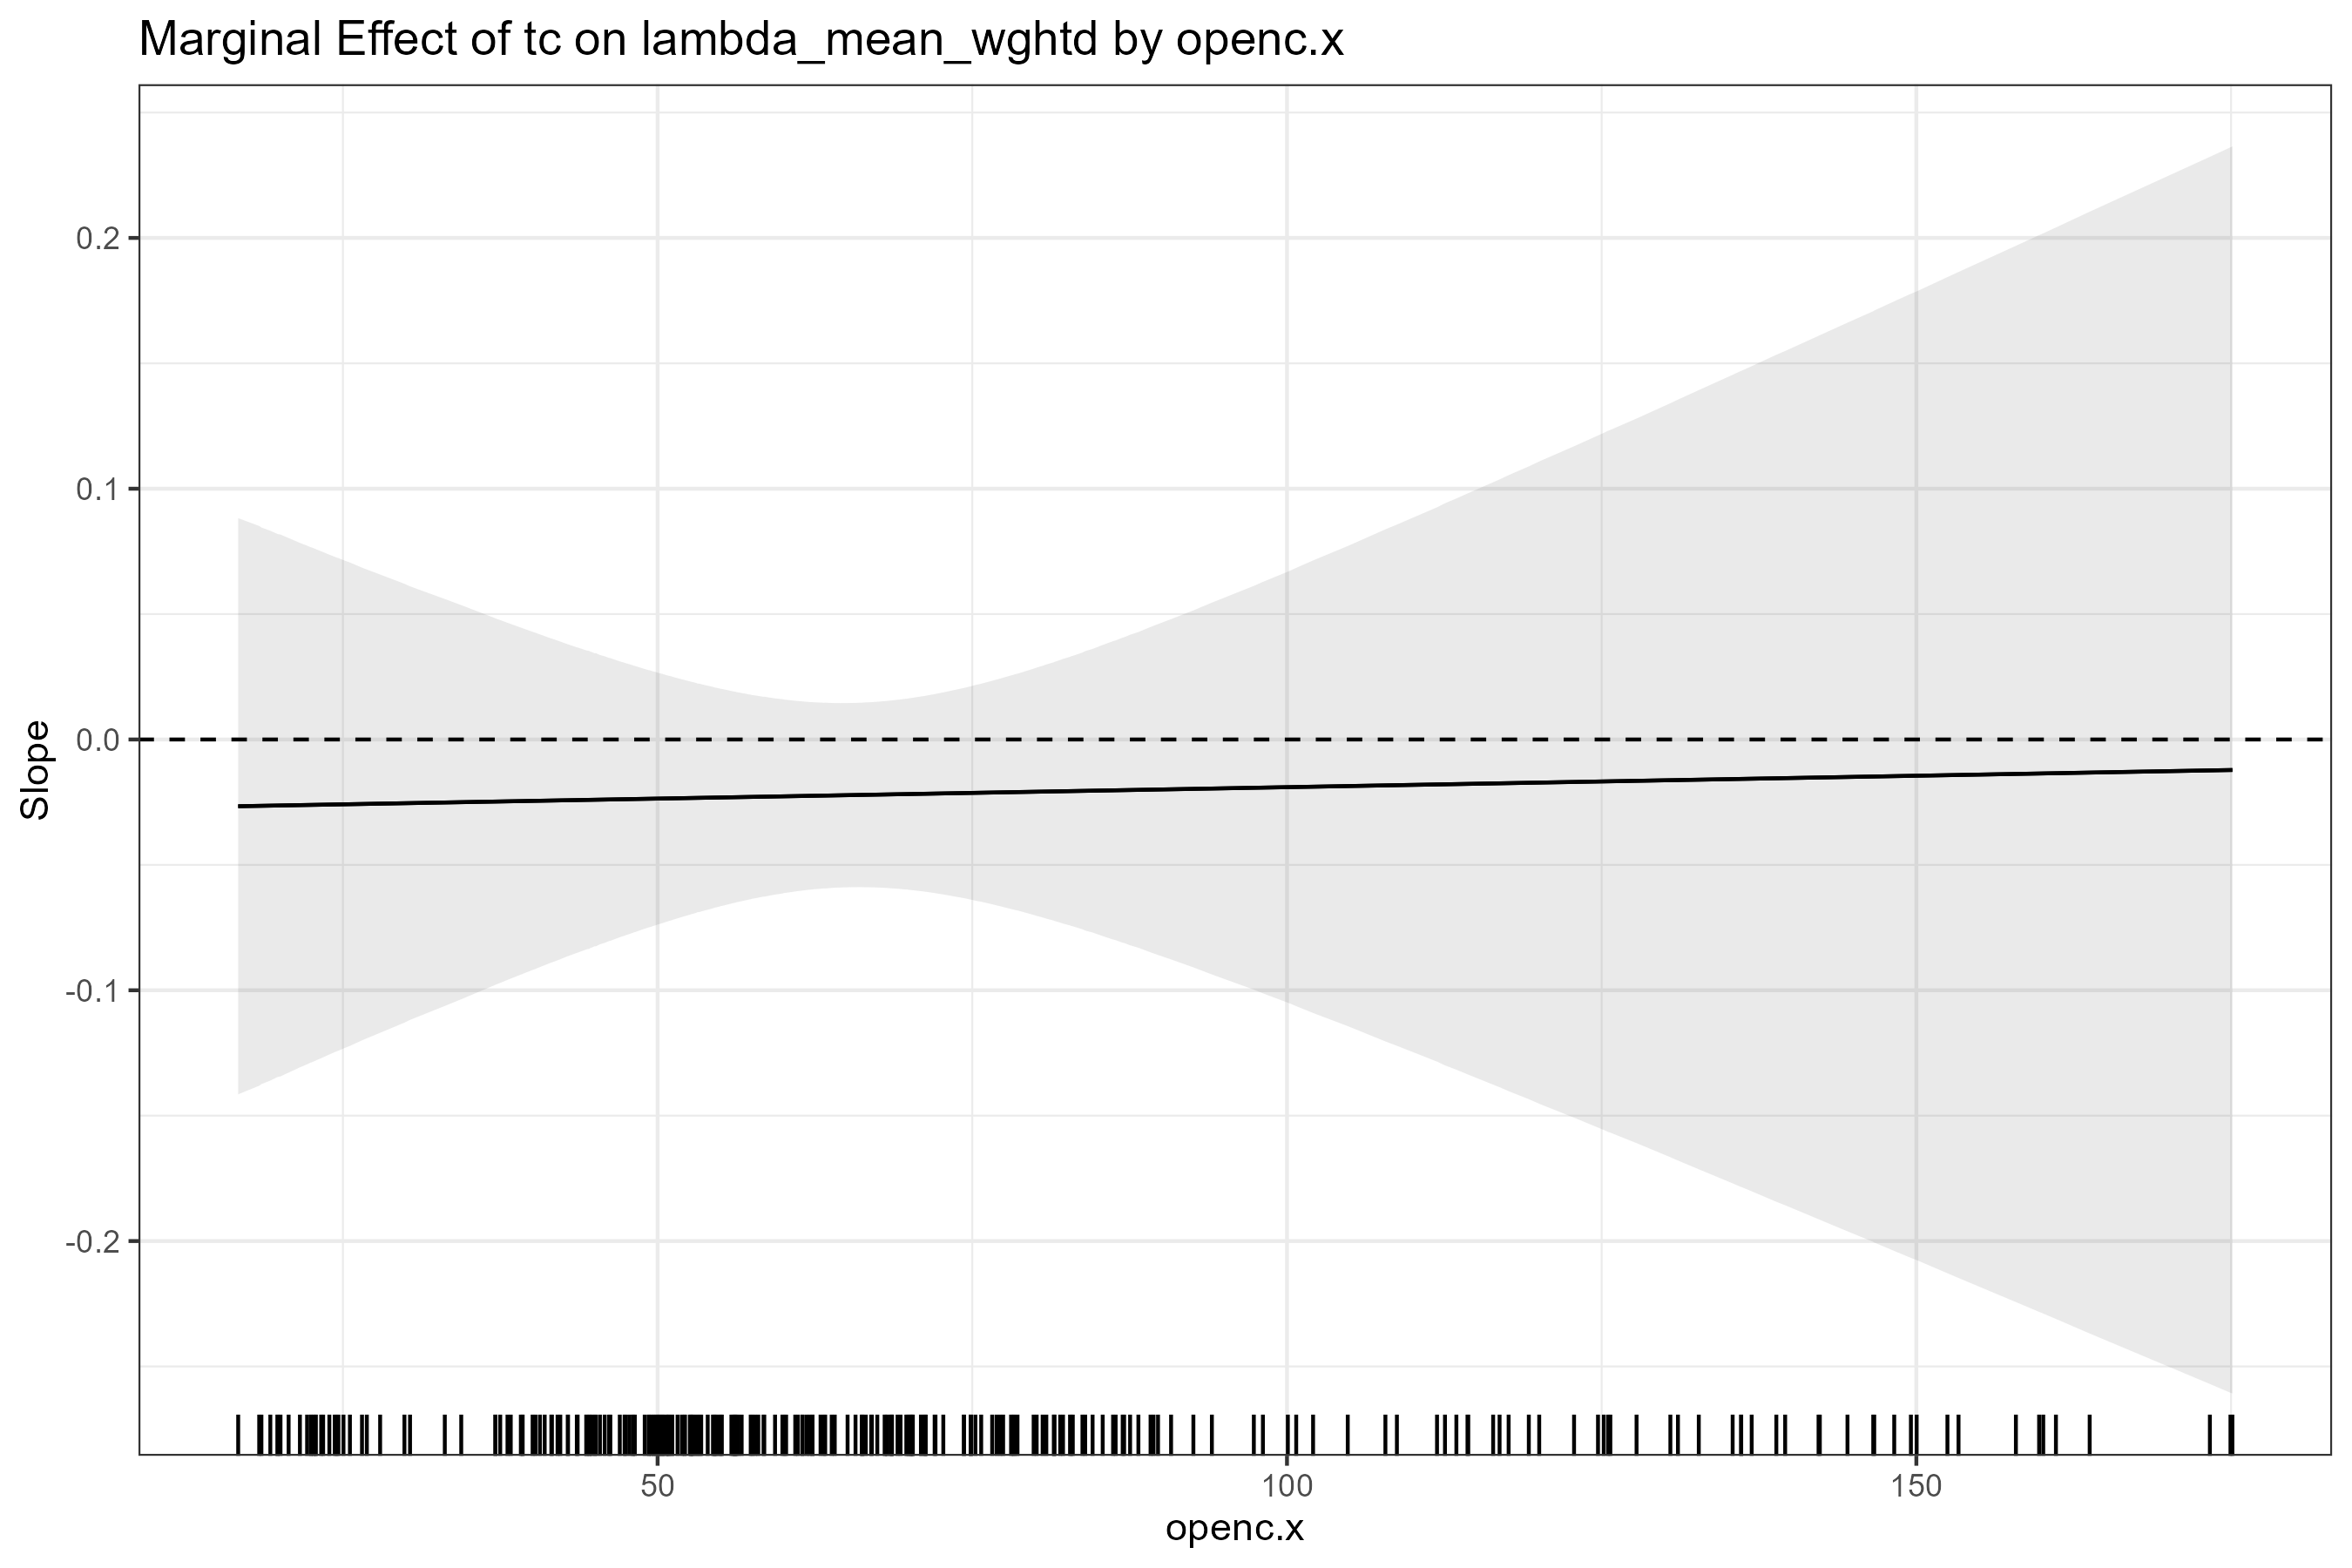 Marginal Effect of tc on lambda_mean_wghtd by openc.x
0.2
0.1
0.0
-0.1
-0.2
Slope
50 100 150
openc.x